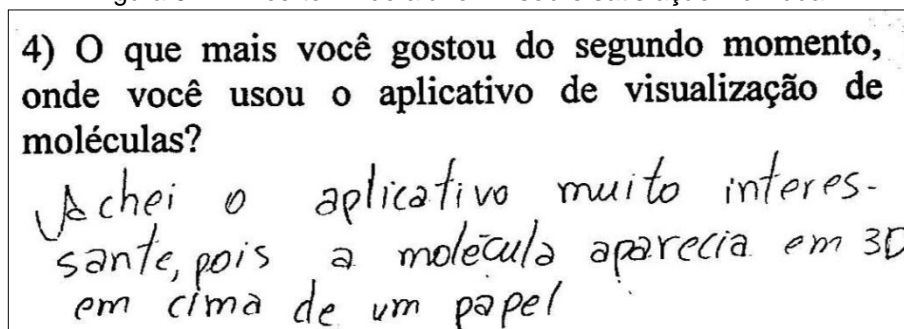 4) O que mais você gostou do segundo momento,
onde você usou o aplicativo de visualização de
moléculas?
Achei o aplicativo muito interes-
sante, pois a molécula aparecia em 3D
em cima de um papel